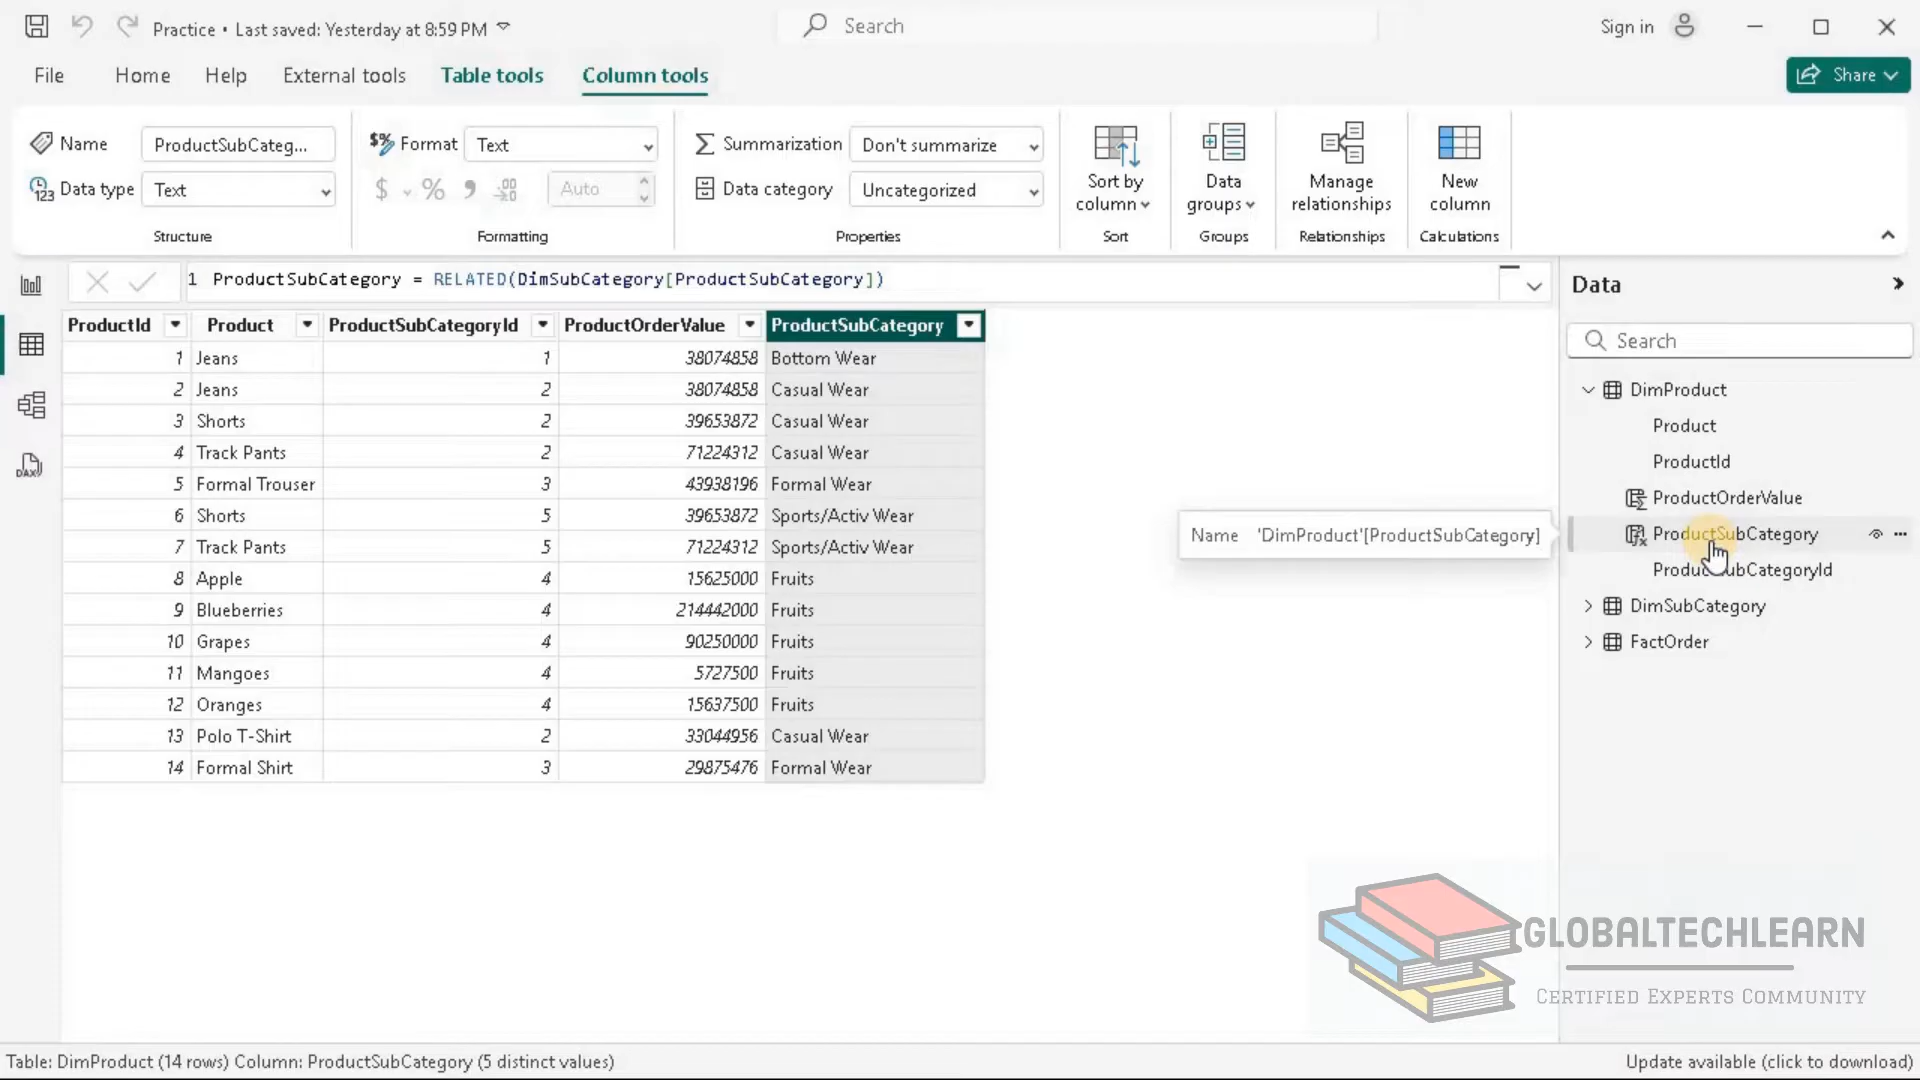 Practice • Last saved: Yesterday at 8:59 PM
Search
Sign in
File Home Help External tools Table tools Column tools
Share
Name ProductSubCateg...
Data type Text
Structure
$% Format Text
$ % 9 .00 Auto
Formatting
Summarization Don't summarize
Data category Uncategorized
Properties
Sort by column
Sort
Data groups
Groups
Manage relationships
Relationships
New column
Calculations
1 ProductSubCategory = RELATED(DimSubCategory[ProductSubCategory])
ProductId Product ProductSubCategoryId ProductOrderValue ProductSubCategory
1 Jeans 1 38074858 Bottom Wear
2 Jeans 2 38074858 Casual Wear
3 Shorts 2 39653872 Casual Wear
4 Track Pants 2 71224312 Casual Wear
5 Formal Trouser 3 43938196 Formal Wear
6 Shorts 5 39653872 Sports/Activ Wear
7 Track Pants 5 71224312 Sports/Activ Wear
8 Apple 4 15625000 Fruits
9 Blueberries 4 214442000 Fruits
10 Grapes 4 90250000 Fruits
11 Mangoes 4 5727500 Fruits
12 Oranges 4 15637500 Fruits
13 Polo T-Shirt 2 33044956 Casual Wear
14 Formal Shirt 3 29875476 Formal Wear
DAX
Name 'DimProduct'[ProductSubCategory]
Data
Search
DimProduct
Product
ProductId
ProductOrderValue
ProductSubCategory
ProductSubCategoryId
DimSubCategory
FactOrder
GLOBALTECHLEARN
CERTIFIED EXPERTS COMMUNITY
Table: DimProduct (14 rows) Column: ProductSubCategory (5 distinct values)
Update available (click to download)